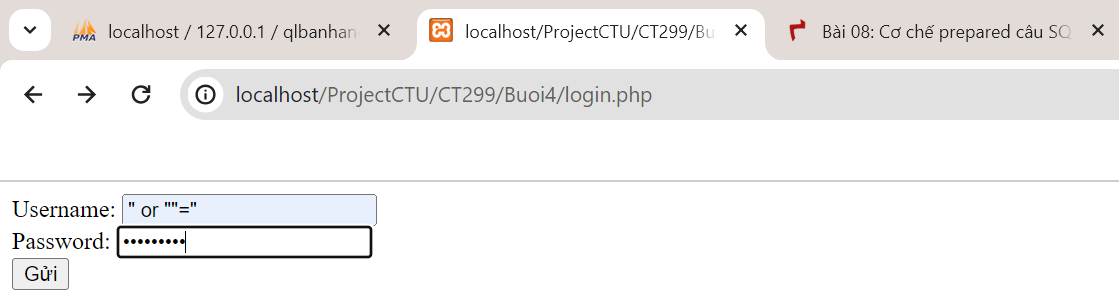 PMA localhost / 127.0.0.1 / qlbanhan localhost/ProjectCTU/CT299/Bu Bài 08: Cơ chế prepared câu SQ
localhost/ProjectCTU/CT299/Buoi4/login.php
Username: " or ""="
Password: •••••••••
Gửi